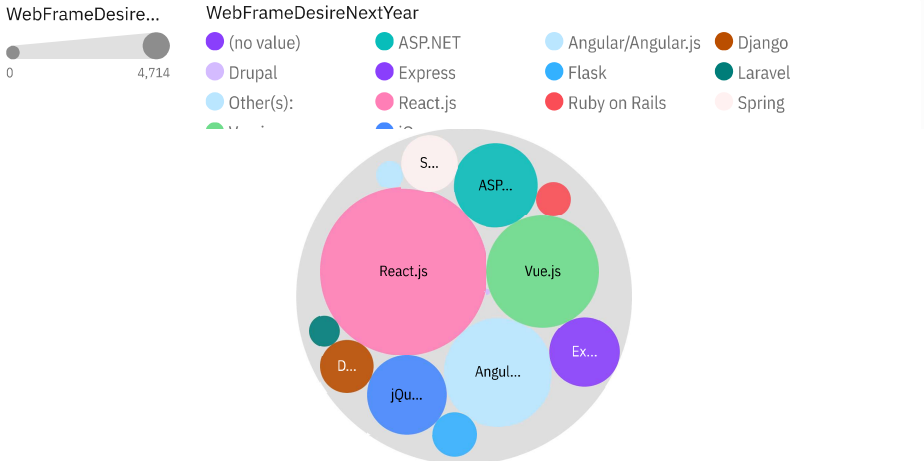 WebFrameDesire...
WebFrameDesireNextYear
0
4,714
(no value)
ASP.NET
Angular/Angular.js
Django
Drupal
Express
Flask
Laravel
Other(s):
React.js
Ruby on Rails
Spring
S...
ASP...
React.js
Vue.js
Ex...
D...
Angul...
jQu...